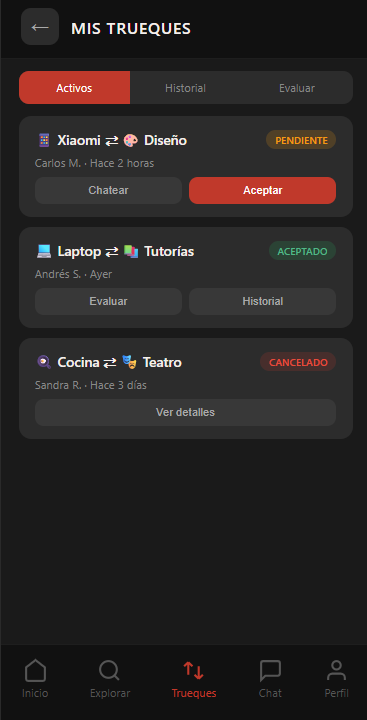 ← MIS TRUEQUES
Activos Historial Evaluar
📱 Xiaomi ⇄ 🎨 Diseño PENDIENTE
Carlos M. · Hace 2 horas
Chatear Aceptar
💻 Laptop ⇄ 📚 Tutorías ACEPTADO
Andrés S. · Ayer
Evaluar Historial
🍳 Cocina ⇄ 🎭 Teatro CANCELADO
Sandra R. · Hace 3 días
Ver detalles
Inicio Explorar Trueques Chat Perfil